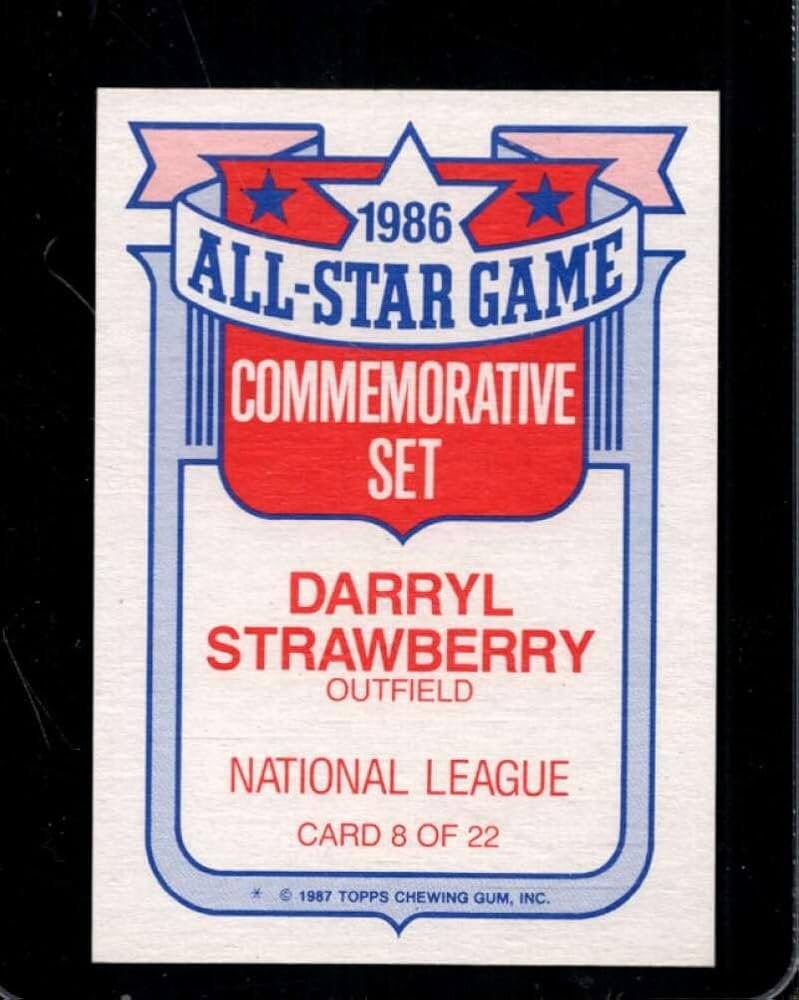 1986
ALL-STAR GAME
COMMEMORATIVE
SET
DARRYL
STRAWBERRY
OUTFIELD
NATIONAL LEAGUE
CARD 8 OF 22
* © 1987 TOPPS CHEWING GUM, INC.